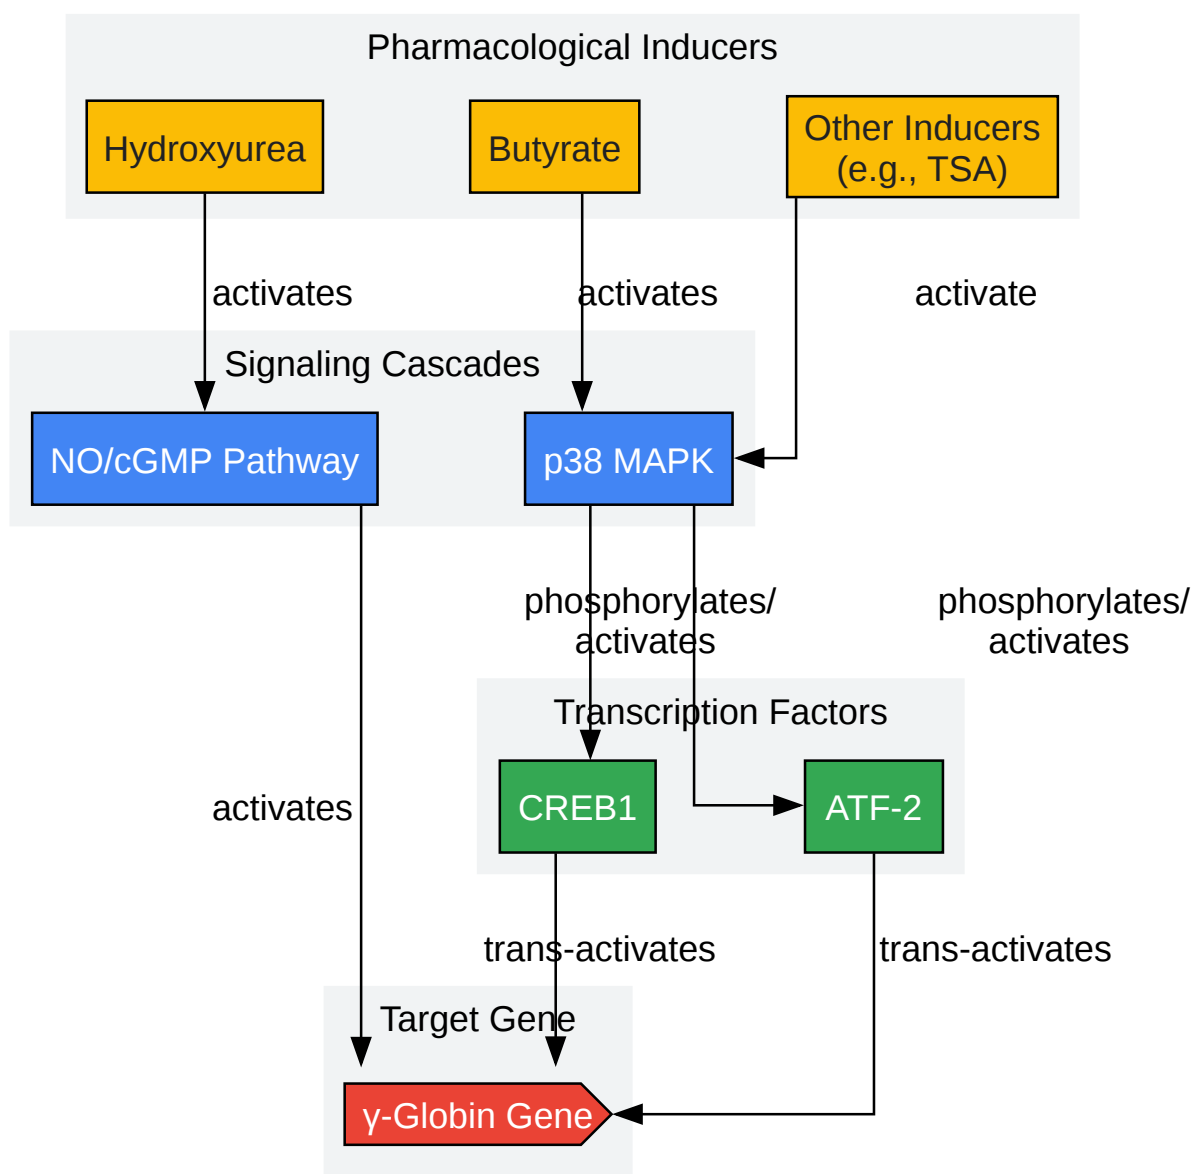 Pharmacological Inducers
Hydroxyurea
Butyrate
Other Inducers
(e.g., TSA)
activates
activates
activate
Signaling Cascades
NO/cGMP Pathway
p38 MAPK
phosphorylates/
activates
phosphorylates/
activates
Transcription Factors
CREB1
ATF-2
activates
trans-activates
trans-activates
Target Gene
γ-Globin Gene